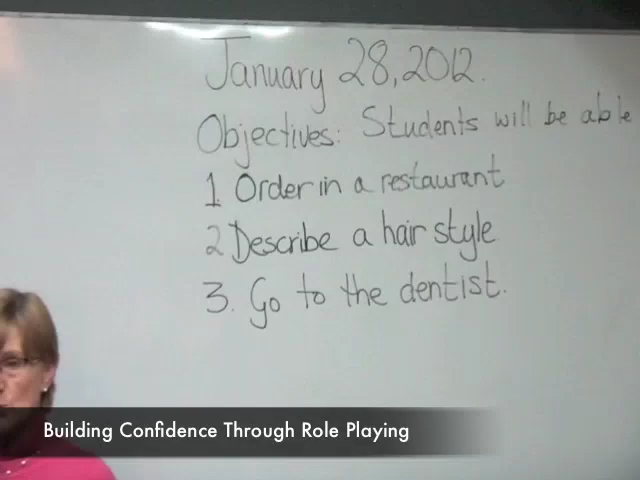 January 28, 2012.
Objectives: Students will be able
1. Order in a restaurant
2 Describe a hair style
3. Go to the dentist.
Building Confidence Through Role Playing